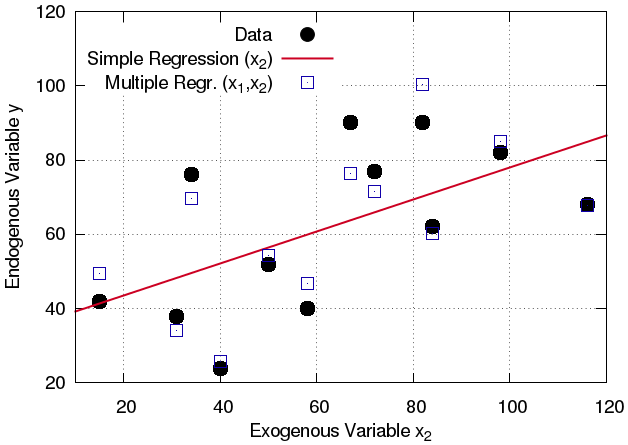 120
100
80
60
40
20
Endogenous Variable y
Data
Simple Regression (x₂)
Multiple Regr. (x₁,x₂)
20 40 60 80 100 120
Exogenous Variable x₂